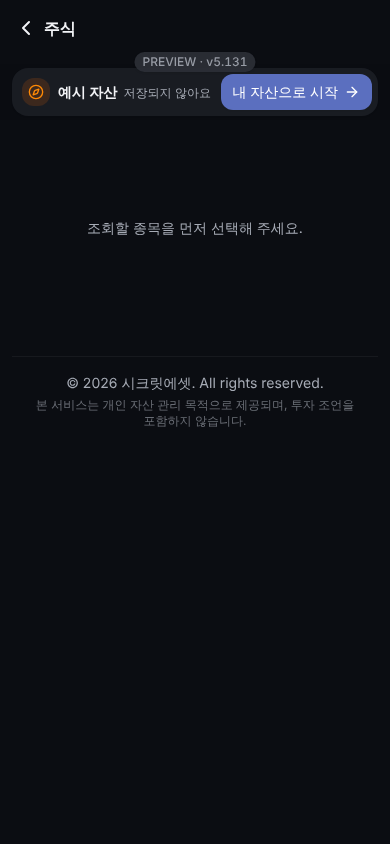 주식
PREVIEW · v5.131
예시 자산 저장되지 않아요 내 자산으로 시작
조회할 종목을 먼저 선택해 주세요.
© 2026 시크릿에셋. All rights reserved.
본 서비스는 개인 자산 관리 목적으로 제공되며, 투자 조언을
포함하지 않습니다.